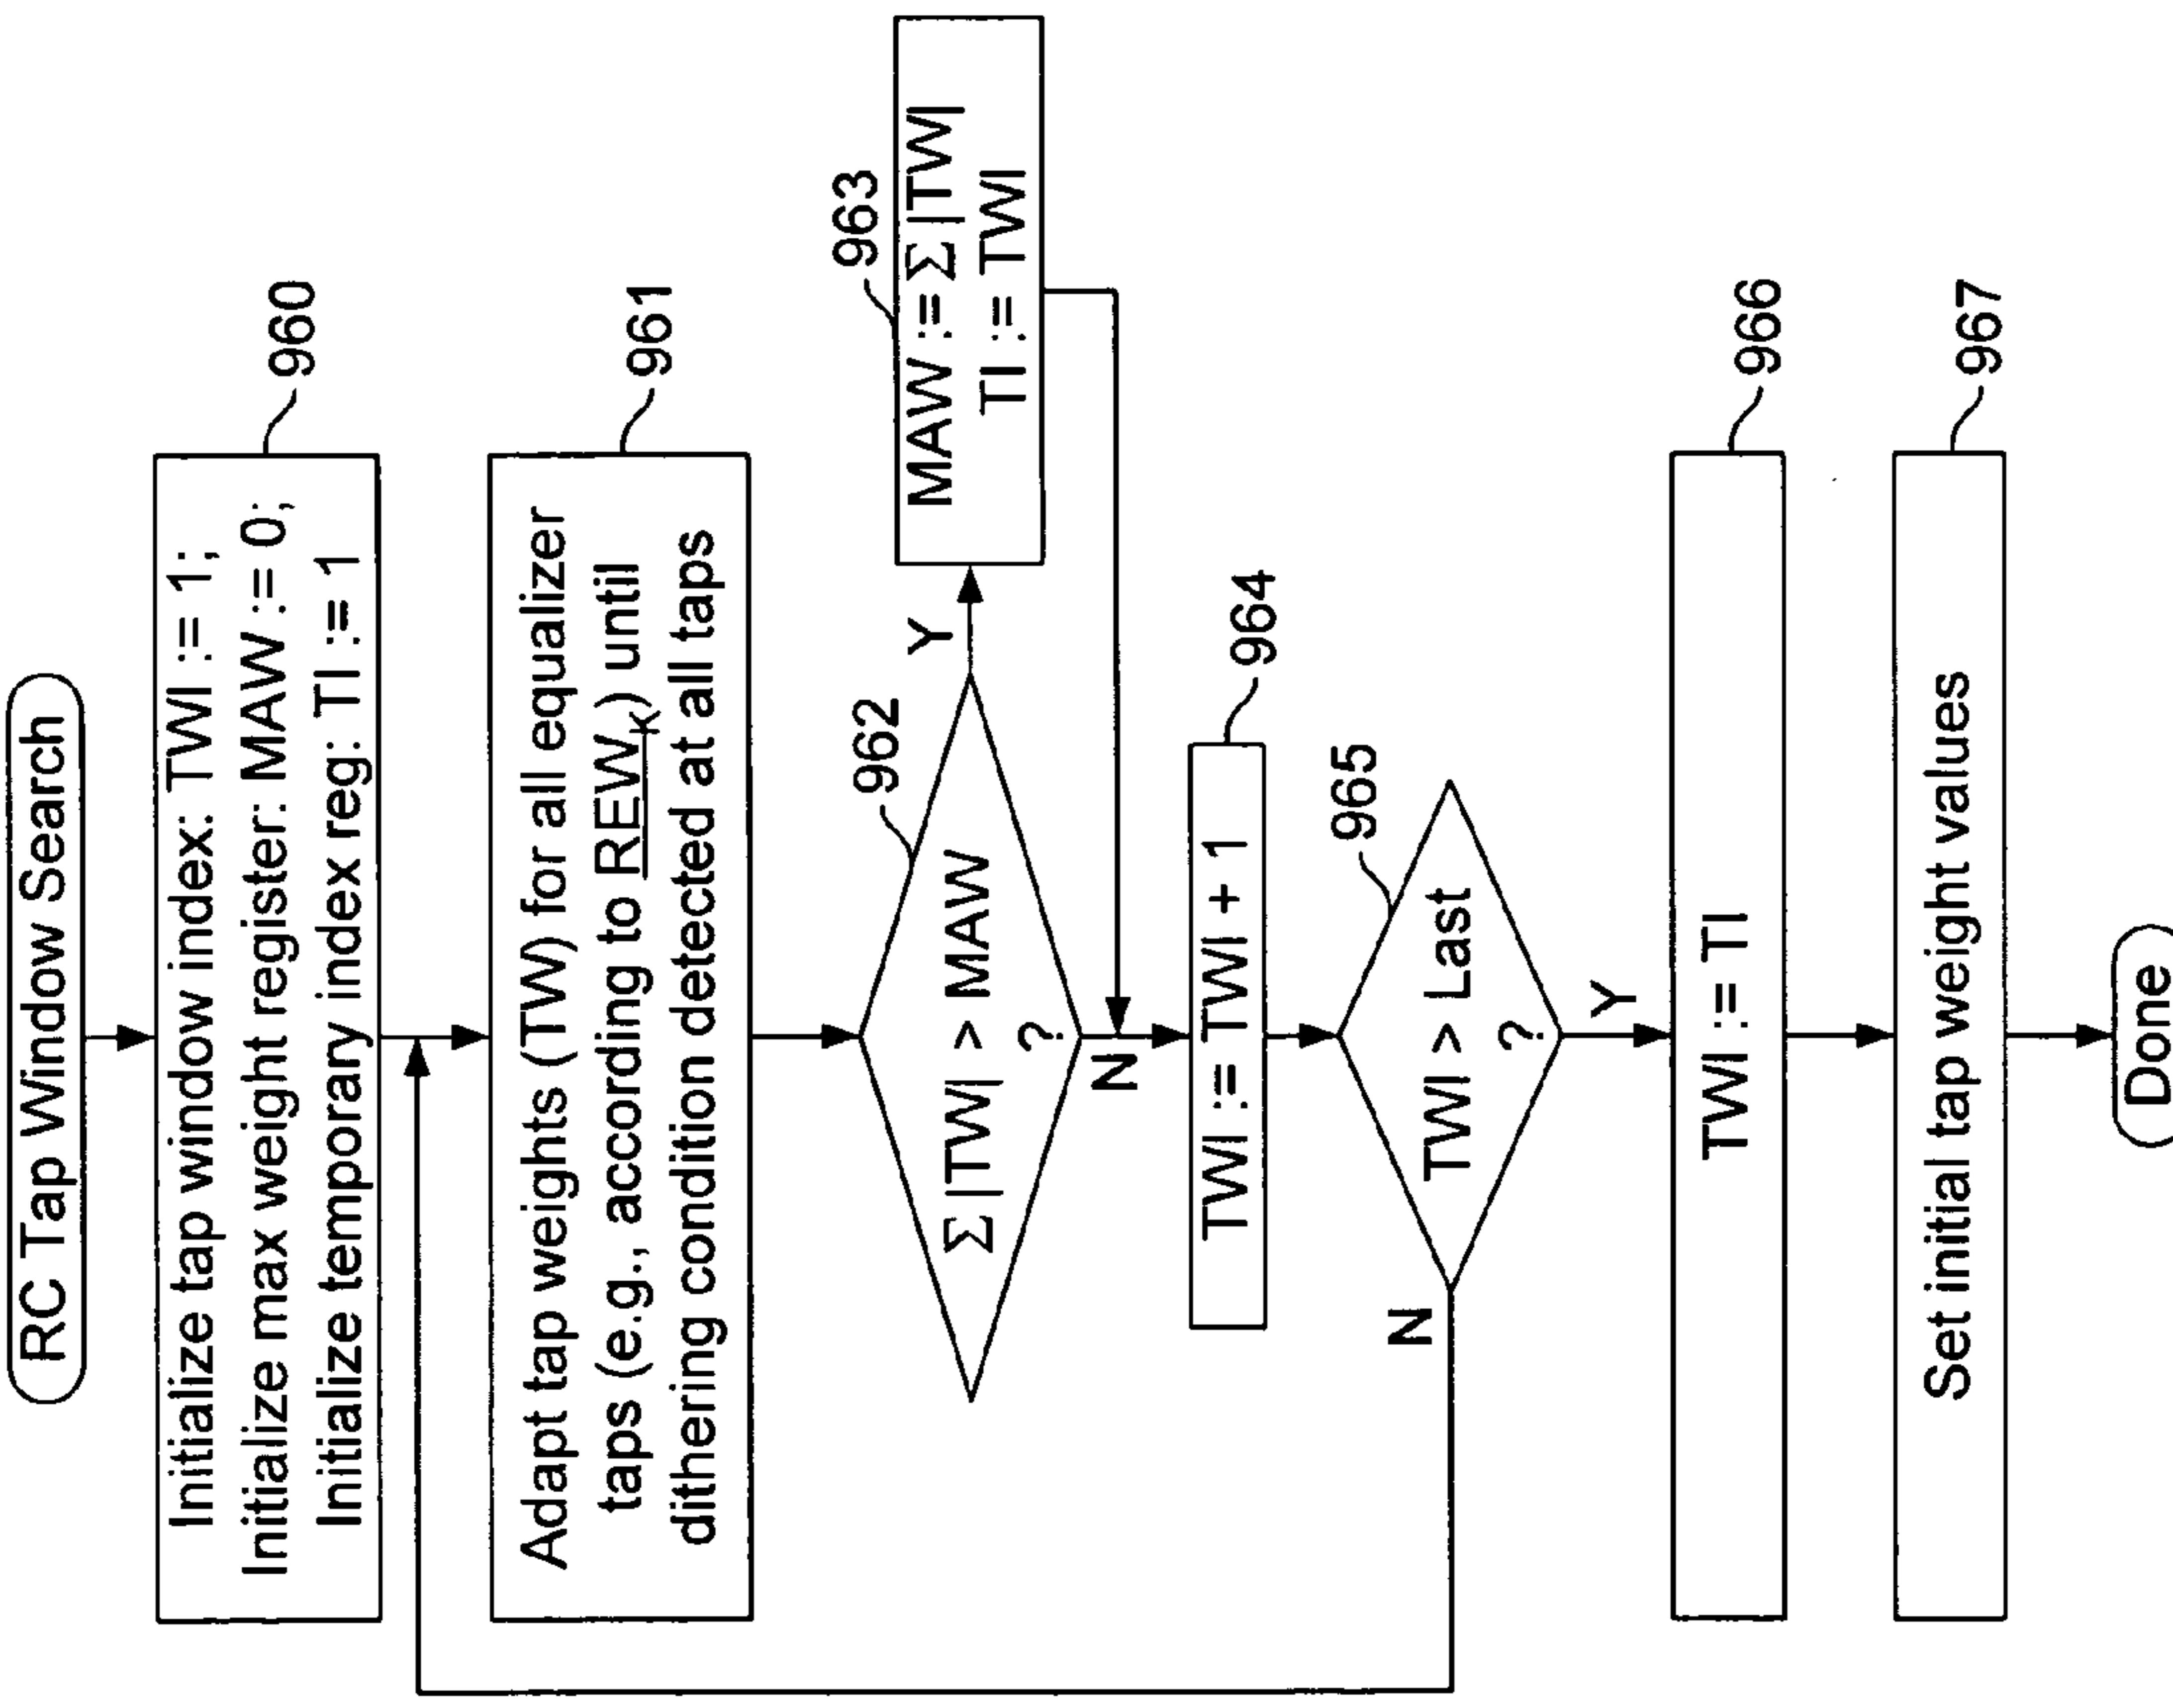 RC Tap Window Search
Initialize tap window index: TWI := 1;
Initialize max weight register: MAW := 0;
Initialize temporary index reg: TI := 1
960
Adapt tap weights (TW) for all equalizer
taps (e.g., according to REW_K) until
dithering condition detected at all taps
961
Σ |TW| > MAW
?
962
Y
N
MAW := Σ|TW|
TI := TWI
963
TWI := TWI + 1
964
TWI > Last
?
965
N
Y
TWI := TI
966
Set initial tap weight values
967
Done